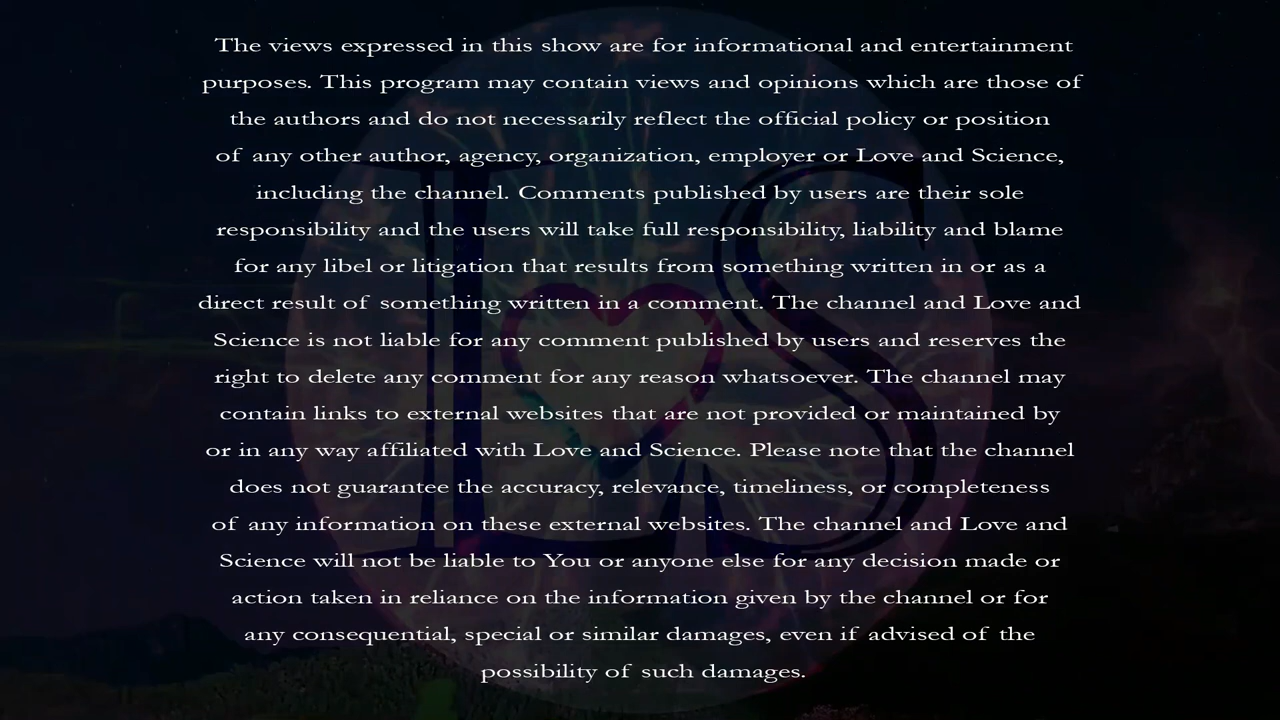 The views expressed in this show are for informational and entertainment
purposes. This program may contain views and opinions which are those of
the authors and do not necessarily reflect the official policy or position
of any other author, agency, organization, employer or Love and Science,
including the channel. Comments published by users are their sole
responsibility and the users will take full responsibility, liability and blame
for any libel or litigation that results from something written in or as a
direct result of something written in a comment. The channel and Love and
Science is not liable for any comment published by users and reserves the
right to delete any comment for any reason whatsoever. The channel may
contain links to external websites that are not provided or maintained by
or in any way affiliated with Love and Science. Please note that the channel
does not guarantee the accuracy, relevance, timeliness, or completeness
of any information on these external websites. The channel and Love and
Science will not be liable to You or anyone else for any decision made or
action taken in reliance on the information given by the channel or for
any consequential, special or similar damages, even if advised of the
possibility of such damages.
L S